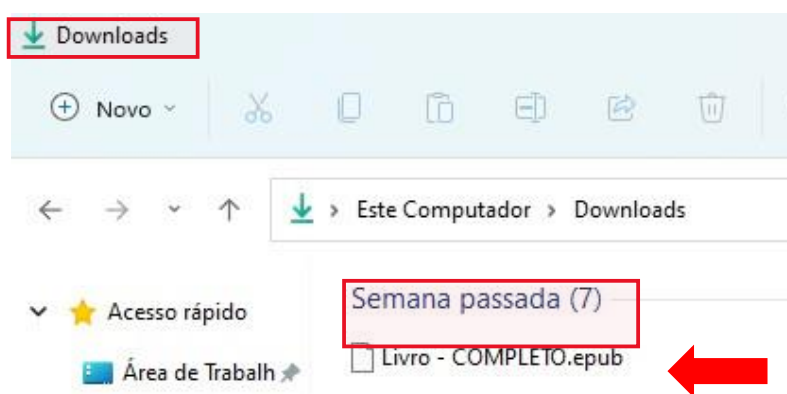 Downloads
Novo
Este Computador > Downloads
Semana passada (7)
Acesso rápido
Livro - COMPLETO.epub
Área de Trabalh